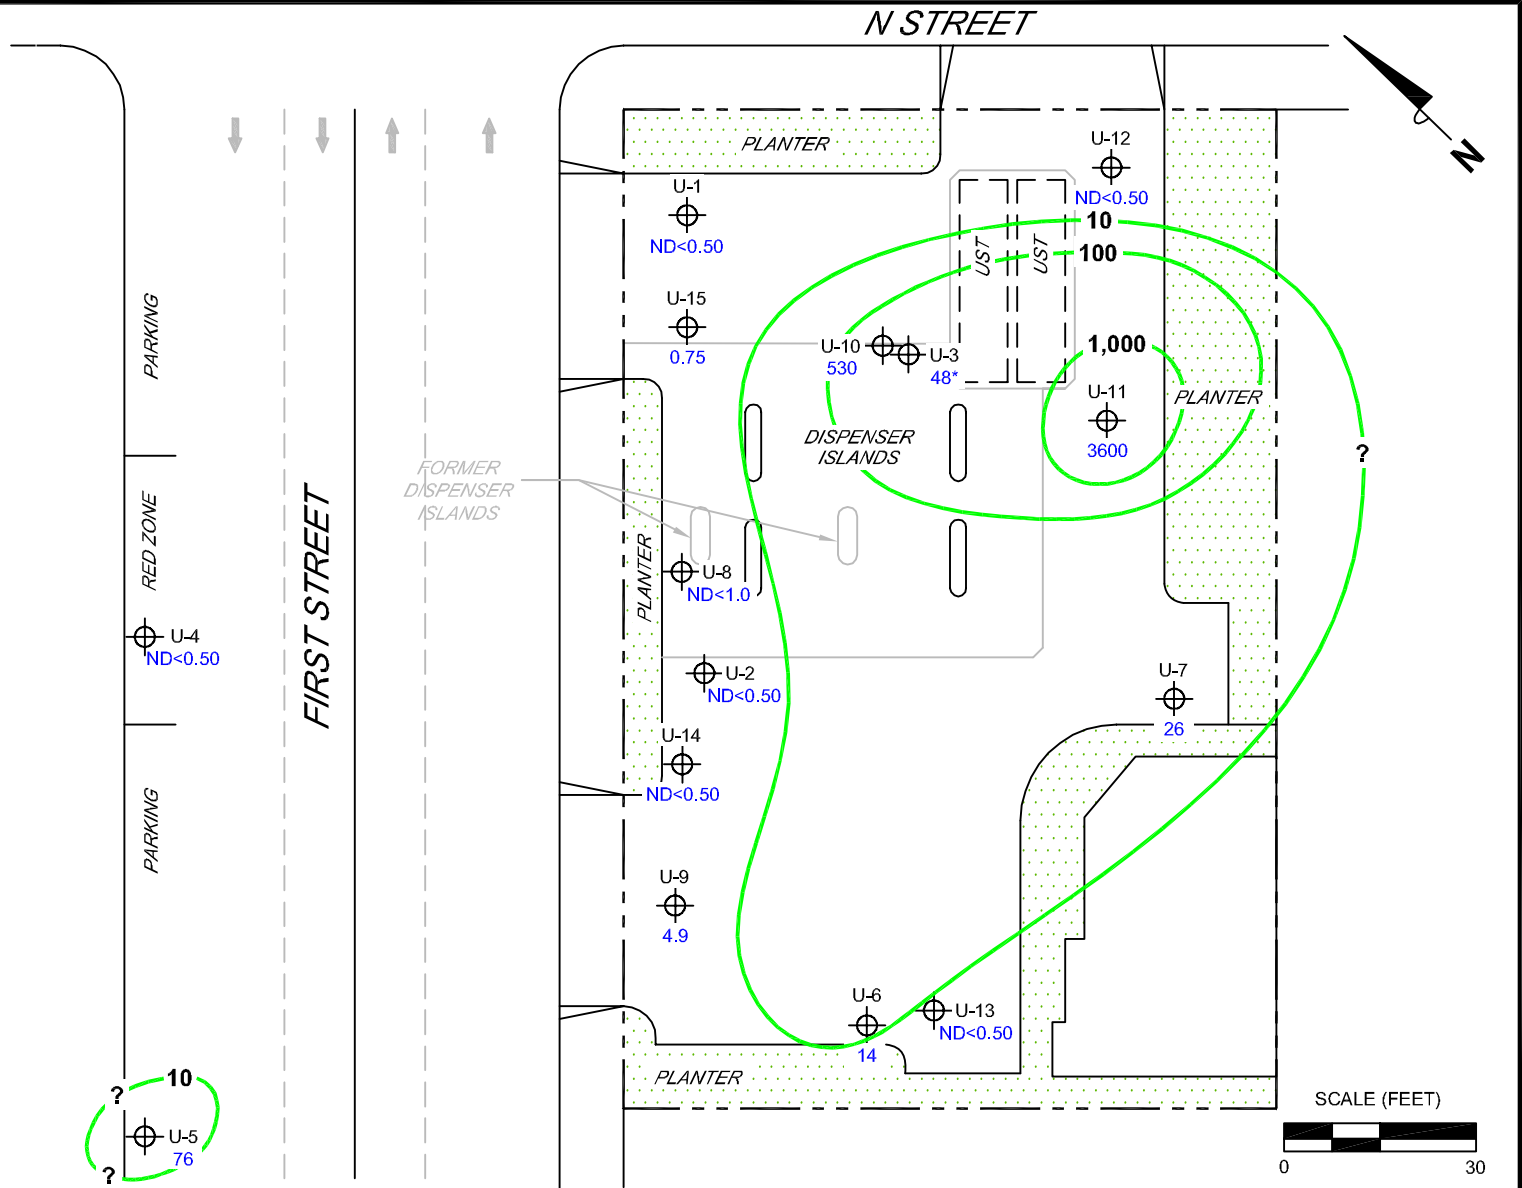 N STREET
N
PLANTER
U-12
ND<0.50
U-1
ND<0.50
10
100
UST
UST
U-15
0.75
U-10
530
U-3
48*
1,000
U-11
3600
PLANTER
PARKING
DISPENSER
ISLANDS
?
FORMER
DISPENSER
ISLANDS
RED ZONE
FIRST STREET
PLANTER
U-8
ND<1.0
U-4
ND<0.50
U-2
ND<0.50
U-7
26
U-14
ND<0.50
PARKING
U-9
4.9
U-6
14
U-13
ND<0.50
PLANTER
10
?
U-5
76
?
SCALE (FEET)
0
30